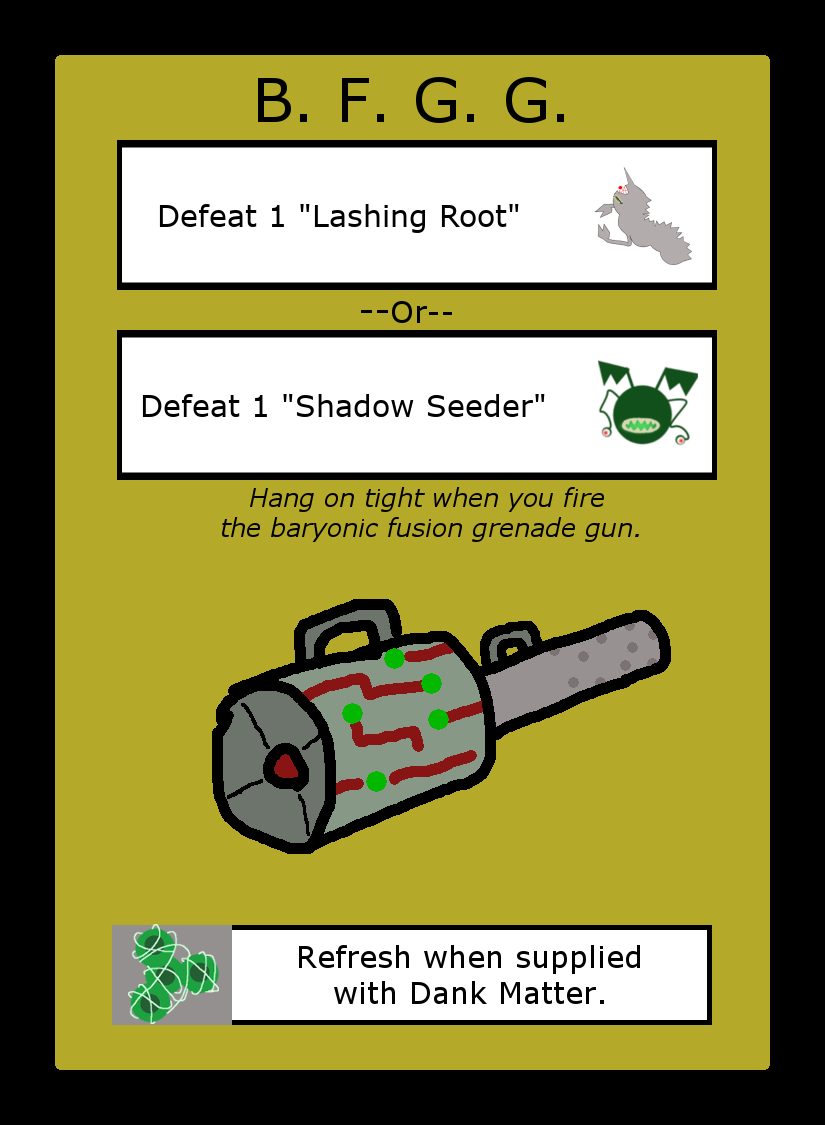 B. F. G. G.
Defeat 1 "Lashing Root"
--Or--
Defeat 1 "Shadow Seeder"
Hang on tight when you fire
the baryonic fusion grenade gun.
Refresh when supplied
with Dank Matter.